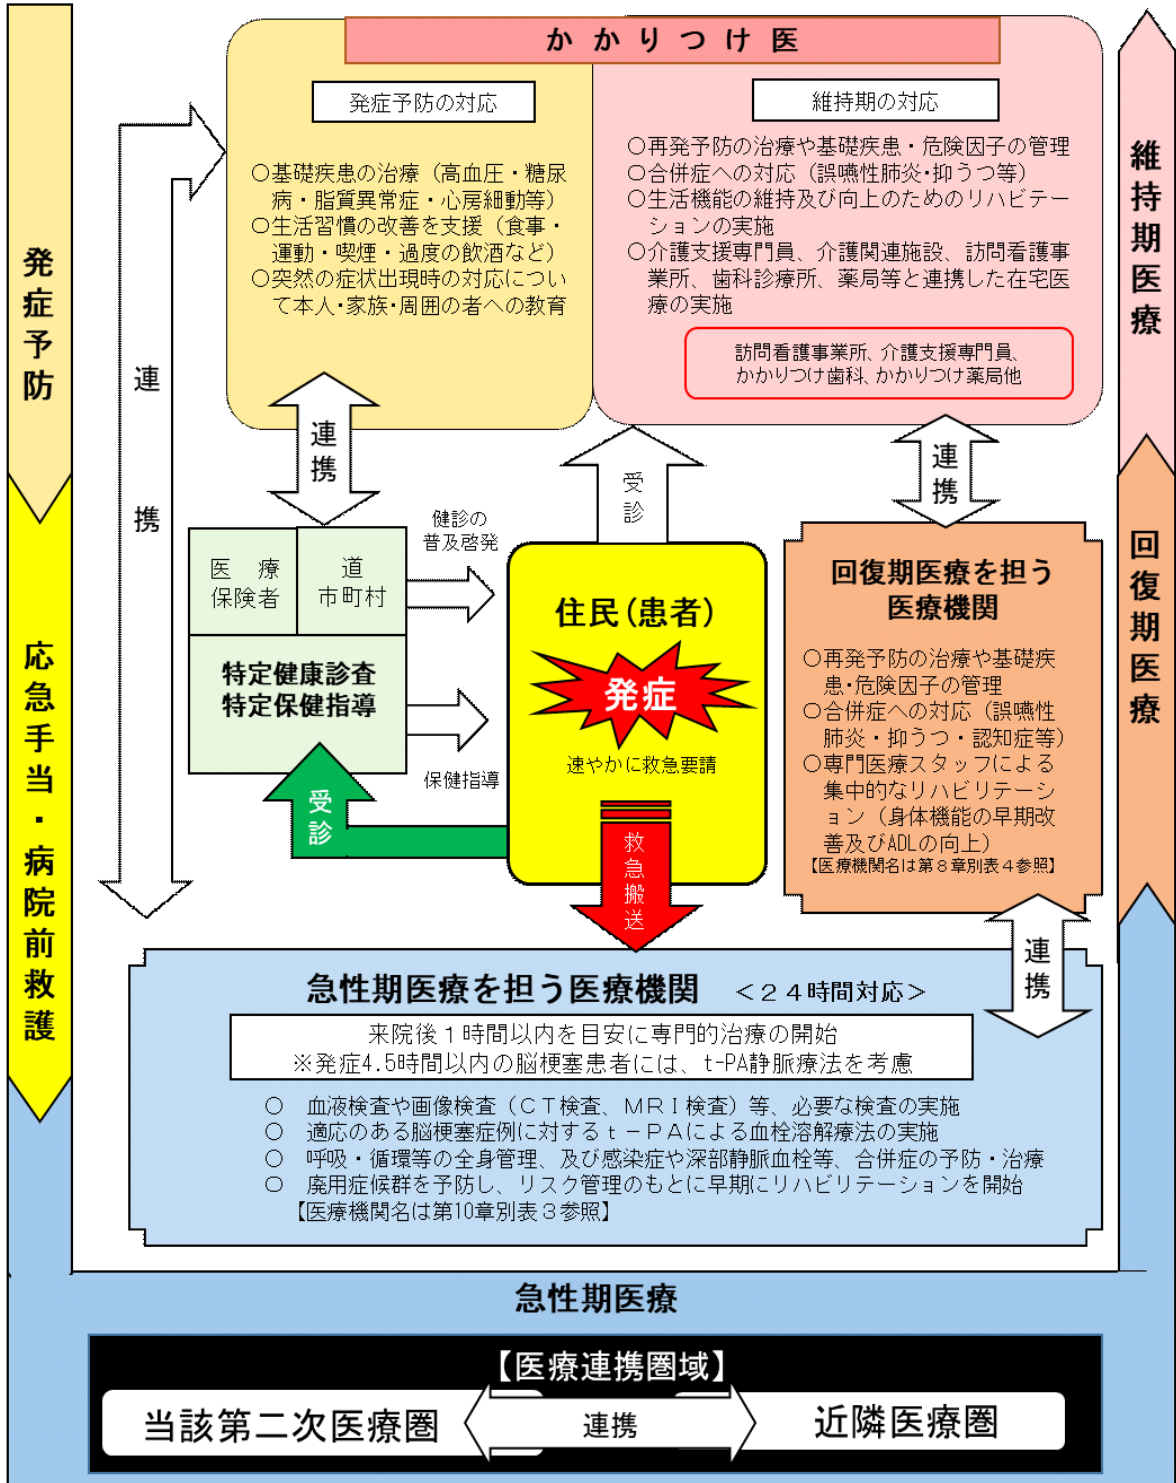 かかりつけ医
発症予防の対応
○基礎疾患の治療（高血圧・糖尿
病・脂質異常症・心房細動等）
○生活習慣の改善を支援（食事・
運動・喫煙・過度の飲酒など）
○突然の症状出現時の対応につい
て本人・家族・周囲の者への教育
維持期の対応
○再発予防の治療や基礎疾患・危険因子の管理
○合併症への対応（誤嚥性肺炎・抑うつ等）
○生活機能の維持及び向上のためのリハビテー
ションの実施
○介護支援専門員、介護関連施設、訪問看護事
業所、歯科診療所、薬局等と連携した在宅医
療の実施
訪問看護事業所、介護支援専門員、
かかりつけ歯科、かかりつけ薬局他
発症予防
応急手当・病院前救護
維持期医療
回復期医療
連携
連携
受診
連携
医療
保険者
道
市町村
特定健康診査
特定保健指導
健診の
普及啓発
保健指導
受診
住民（患者）
発症
速やかに救急要請
救急搬送
回復期医療を担う
医療機関
○再発予防の治療や基礎疾
患・危険因子の管理
○合併症への対応（誤嚥性
肺炎・抑うつ・認知症等）
○専門医療スタッフによる
集中的なリハビリテーシ
ョン（身体機能の早期改
善及びADLの向上）
【医療機関名は第８章別表４参照】
連携
急性期医療を担う医療機関　＜２４時間対応＞
来院後１時間以内を目安に専門的治療の開始
※発症4.5時間以内の脳梗塞患者には、t-PA静脈療法を考慮
○　血液検査や画像検査（ＣＴ検査、ＭＲＩ検査）等、必要な検査の実施
○　適応のある脳梗塞症例に対するｔ－ＰＡによる血栓溶解療法の実施
○　呼吸・循環等の全身管理、及び感染症や深部静脈血栓等、合併症の予防・治療
○　廃用症候群を予防し、リスク管理のもとに早期にリハビリテーションを開始
【医療機関名は第10章別表３参照】
急性期医療
【医療連携圏域】
当該第二次医療圏
連携
近隣医療圏